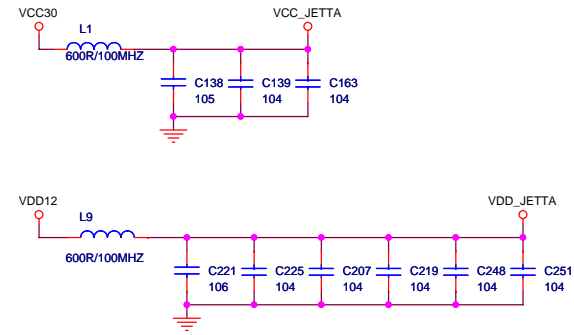 VCC30
VCC_JETTA
L1
600R/100MHZ
C138
C139
C163
105
104
104
VDD12
VDD_JETTA
L9
600R/100MHZ
C221
C225
C207
C219
C248
C251
106
104
104
104
104
104